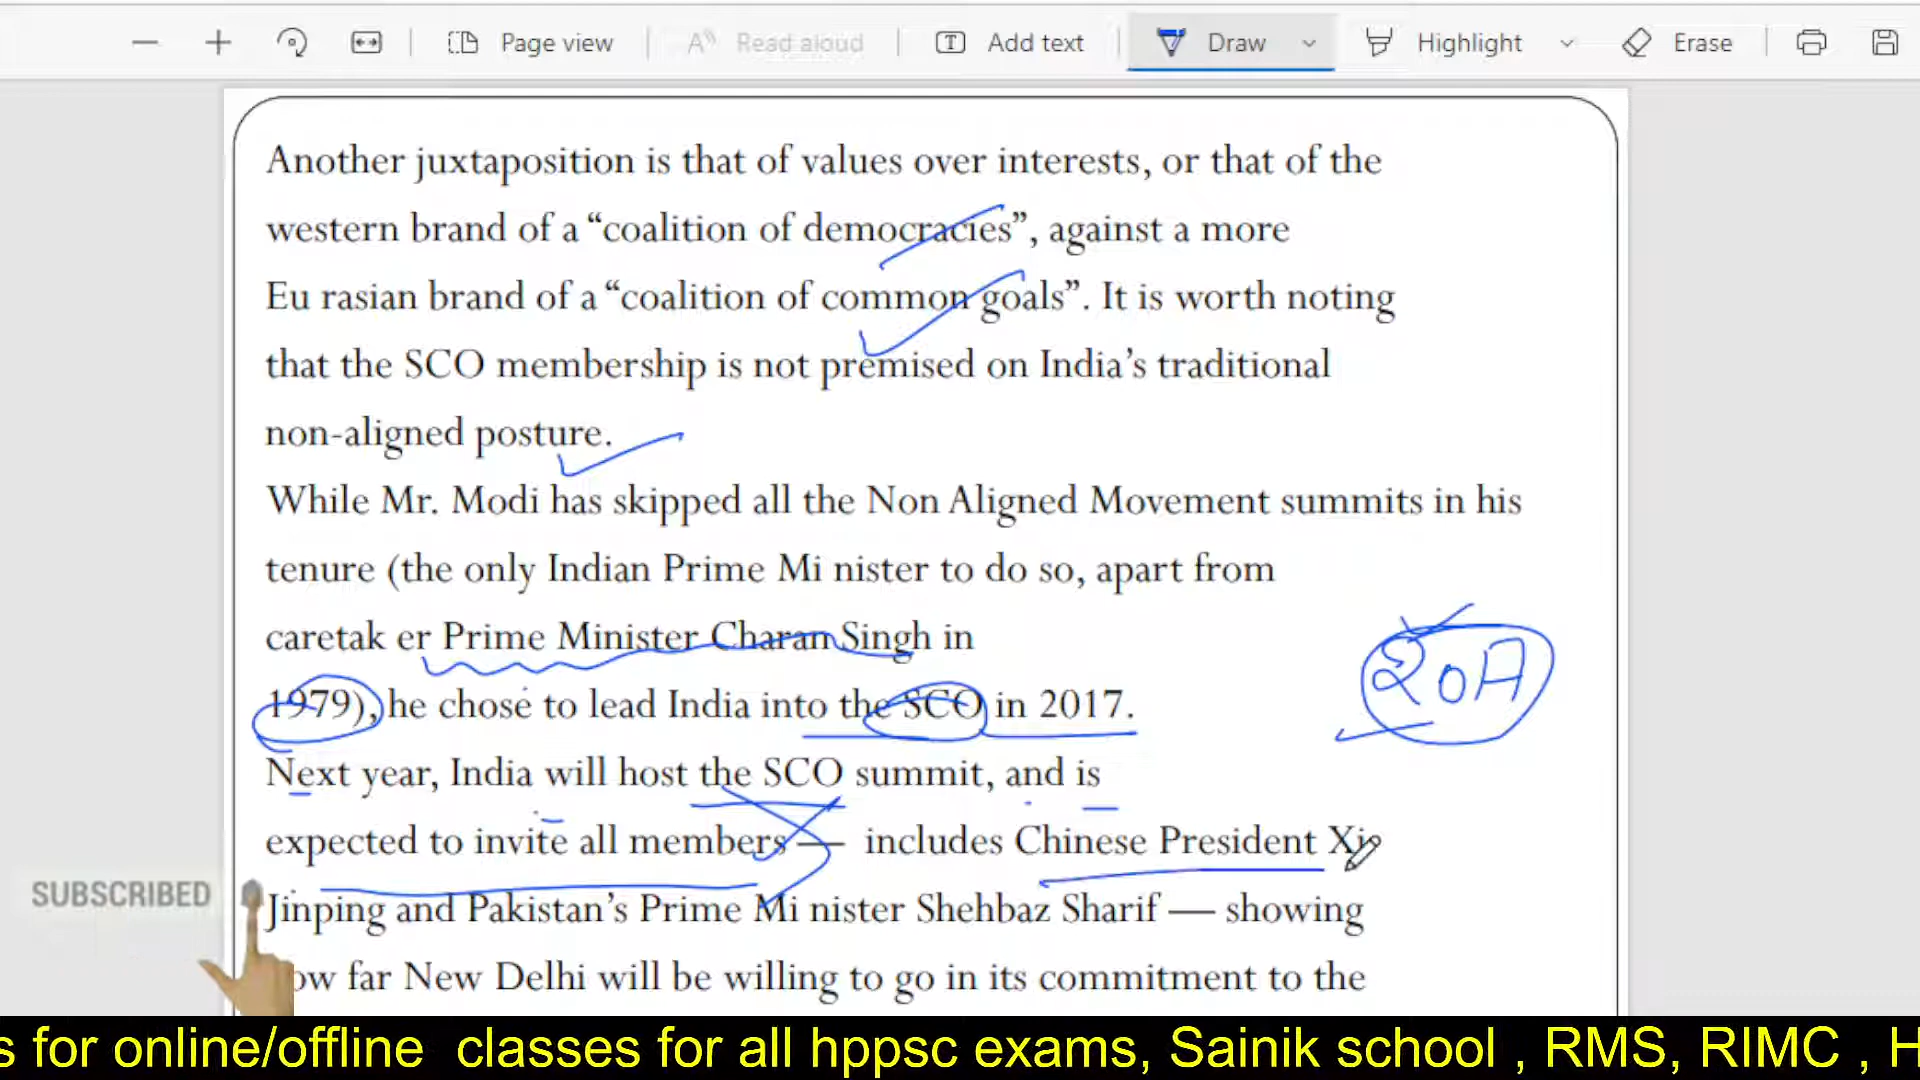 Page view
Read aloud
Add text
Draw
Highlight
Erase
Another juxtaposition is that of values over interests, or that of the
western brand of a “coalition of democracies”, against a more
Eu rasian brand of a “coalition of common goals”. It is worth noting
that the SCO membership is not premised on India’s traditional
non-aligned posture.
While Mr. Modi has skipped all the Non Aligned Movement summits in his
tenure (the only Indian Prime Mi nister to do so, apart from
caretak er Prime Minister Charan Singh in
1979), he chose to lead India into the SCO in 2017.
Next year, India will host the SCO summit, and is
expected to invite all members — includes Chinese President Xi
Jinping and Pakistan’s Prime Mi nister Shehbaz Sharif — showing
far New Delhi will be willing to go in its commitment to the
SUBSCRIBED
s for online/offline classes for all hppsc exams, Sainik school , RMS, RIMC , H